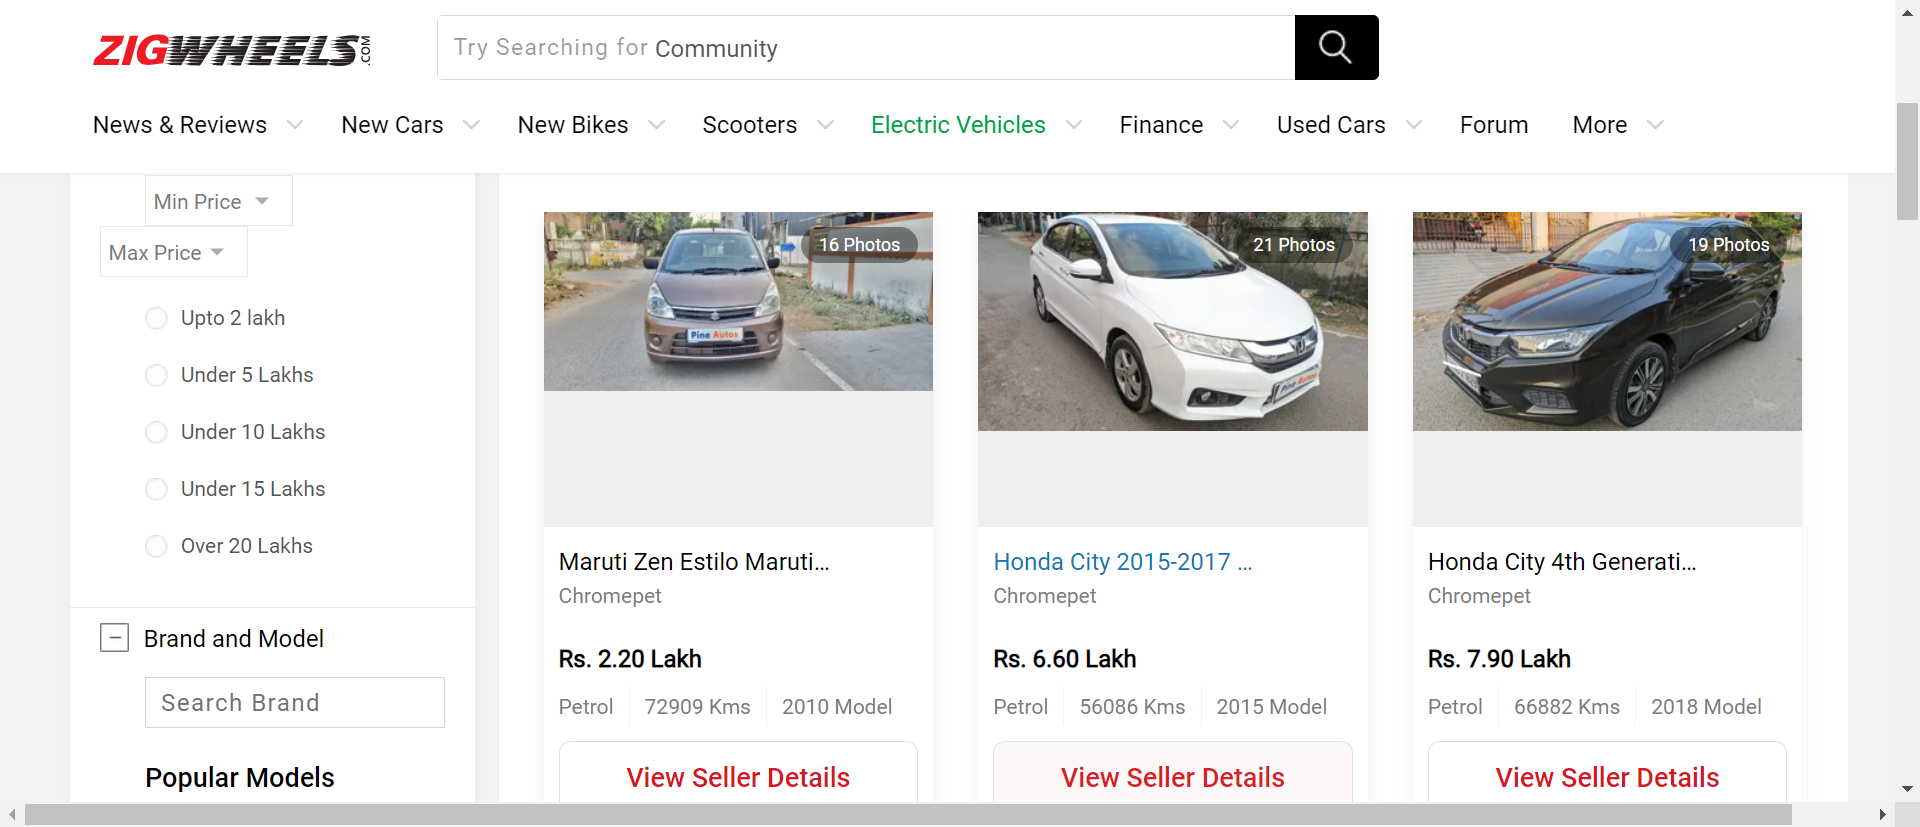 ZIGWHEELS.COM
Try Searching for Community
News & Reviews
New Cars
New Bikes
Scooters
Electric Vehicles
Finance
Used Cars
Forum
More
Min Price
Max Price
Upto 2 lakh
Under 5 Lakhs
Under 10 Lakhs
Under 15 Lakhs
Over 20 Lakhs
Brand and Model
Search Brand
Popular Models
16 Photos
Pine Autos
Maruti Zen Estilo Maruti...
Chromepet
Rs. 2.20 Lakh
Petrol 72909 Kms 2010 Model
View Seller Details
21 Photos
Pine Autos
Honda City 2015-2017 ...
Chromepet
Rs. 6.60 Lakh
Petrol 56086 Kms 2015 Model
View Seller Details
19 Photos
Honda City 4th Generati...
Chromepet
Rs. 7.90 Lakh
Petrol 66882 Kms 2018 Model
View Seller Details